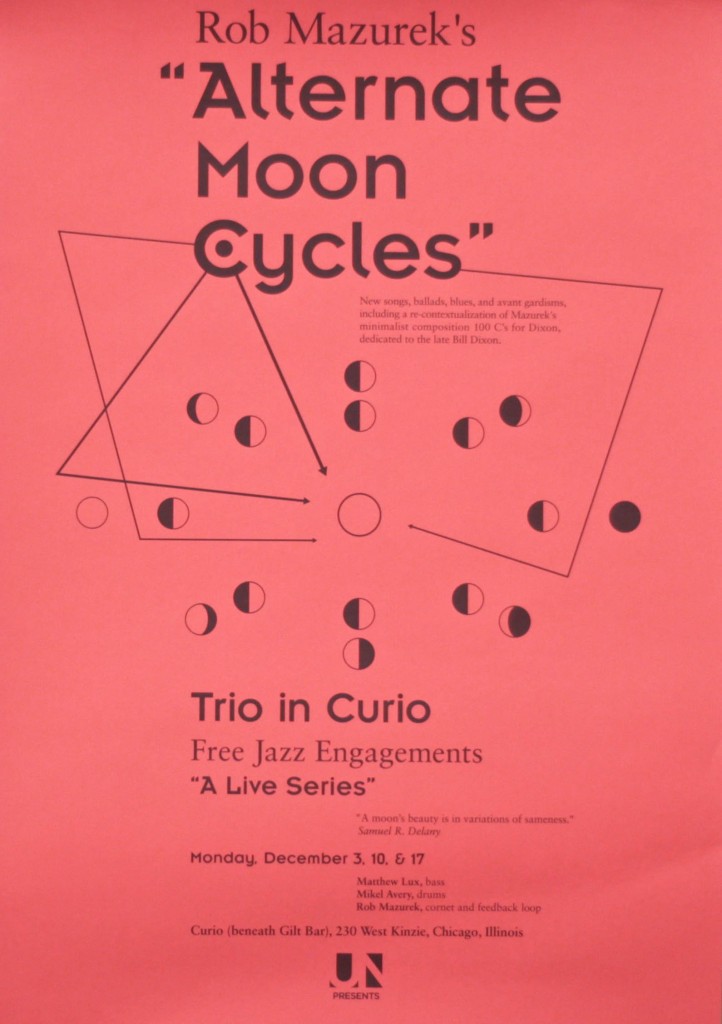 Rob Mazurek's
"Alternate
Moon
Cycles"
New songs, ballads, blues, and avant gardisms,
including a re-contextualization of Mazurek's
minimalist composition 100 C's for Dixon,
dedicated to the late Bill Dixon.
Trio in Curio
Free Jazz Engagements
"A Live Series"
"A moon's beauty is in variations of sameness."
Samuel R. Delany
Monday, December 3, 10, & 17
Matthew Lux, bass
Mikel Avery, drums
Rob Mazurek, cornet and feedback loop
Curio (beneath Gilt Bar), 230 West Kinzie, Chicago, Illinois
UN
PRESENTS